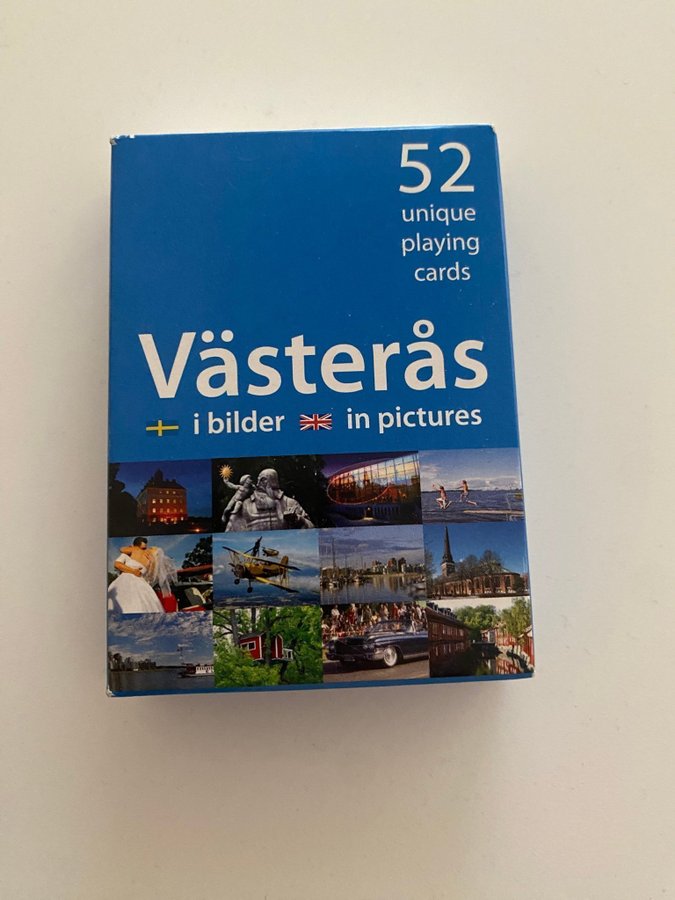 52
unique
playing
cards
Västerås
i bilder in pictures